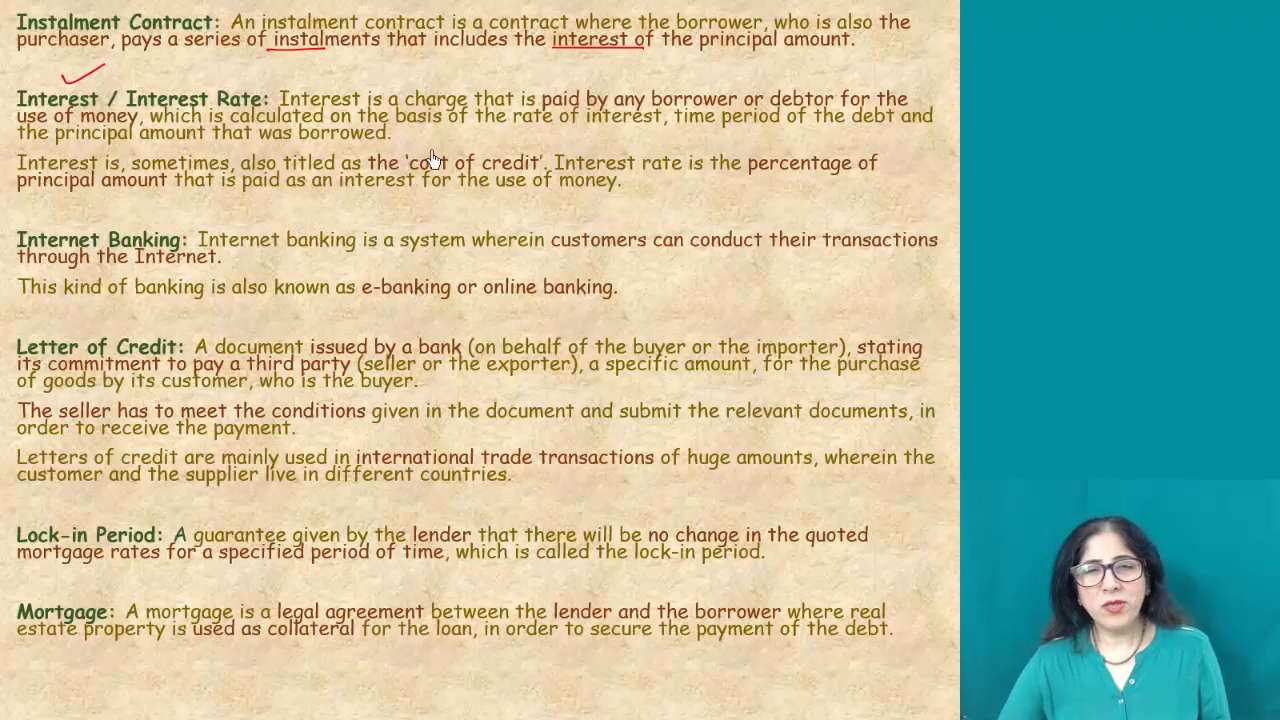 Instalment Contract: An instalment contract is a contract where the borrower, who is also the
purchaser, pays a series of instalments that includes the interest of the principal amount.
Interest / Interest Rate: Interest is a charge that is paid by any borrower or debtor for the
use of money, which is calculated on the basis of the rate of interest, time period of the debt and
the principal amount that was borrowed.
Interest is, sometimes, also titled as the 'cost of credit'. Interest rate is the percentage of
principal amount that is paid as an interest for the use of money.
Internet Banking: Internet banking is a system wherein customers can conduct their transactions
through the Internet.
This kind of banking is also known as e-banking or online banking.
Letter of Credit: A document issued by a bank (on behalf of the buyer or the importer), stating
its commitment to pay a third party (seller or the exporter), a specific amount, for the purchase
of goods by its customer, who is the buyer.
The seller has to meet the conditions given in the document and submit the relevant documents, in
order to receive the payment.
Letters of credit are mainly used in international trade transactions of huge amounts, wherein the
customer and the supplier live in different countries.
Lock-in Period: A guarantee given by the lender that there will be no change in the quoted
mortgage rates for a specified period of time, which is called the lock-in period.
Mortgage: A mortgage is a legal agreement between the lender and the borrower where real
estate property is used as collateral for the loan, in order to secure the payment of the debt.